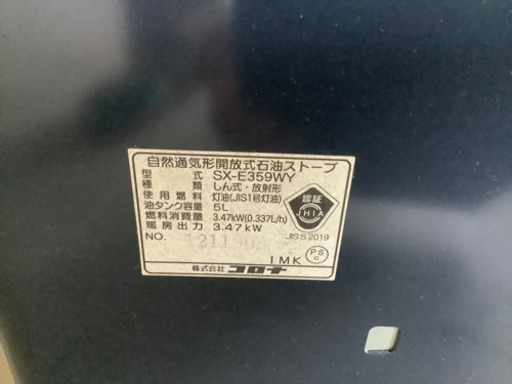 自然通気形開放式石油ストーブ
型式 SX-E359WY
種類 しん式・放射形
使用燃料 灯油(JIS1号灯油)
油タンク容量 5L
燃料消費量 3.47kW(0.337L/h)
暖房出力 3.47kW
NO.
認証
JHIA
JIS S 2019
1MK
PS
C
株式会社 コロナ